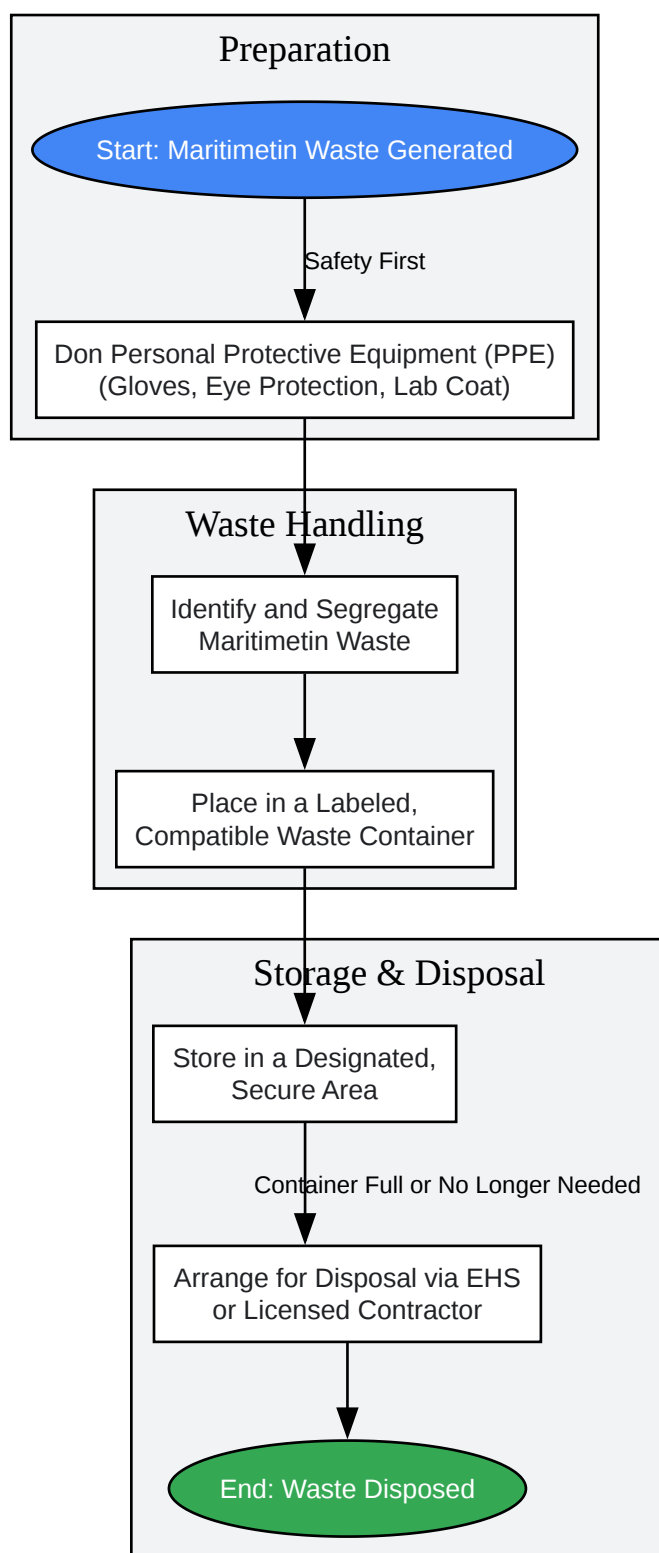 Preparation
Start: Maritimetin Waste Generated
Safety First
Don Personal Protective Equipment (PPE)
(Gloves, Eye Protection, Lab Coat)
Waste Handling
Identify and Segregate
Maritimetin Waste
Place in a Labeled,
Compatible Waste Container
Storage & Disposal
Store in a Designated,
Secure Area
Container Full or No Longer Needed
Arrange for Disposal via EHS
or Licensed Contractor
End: Waste Disposed